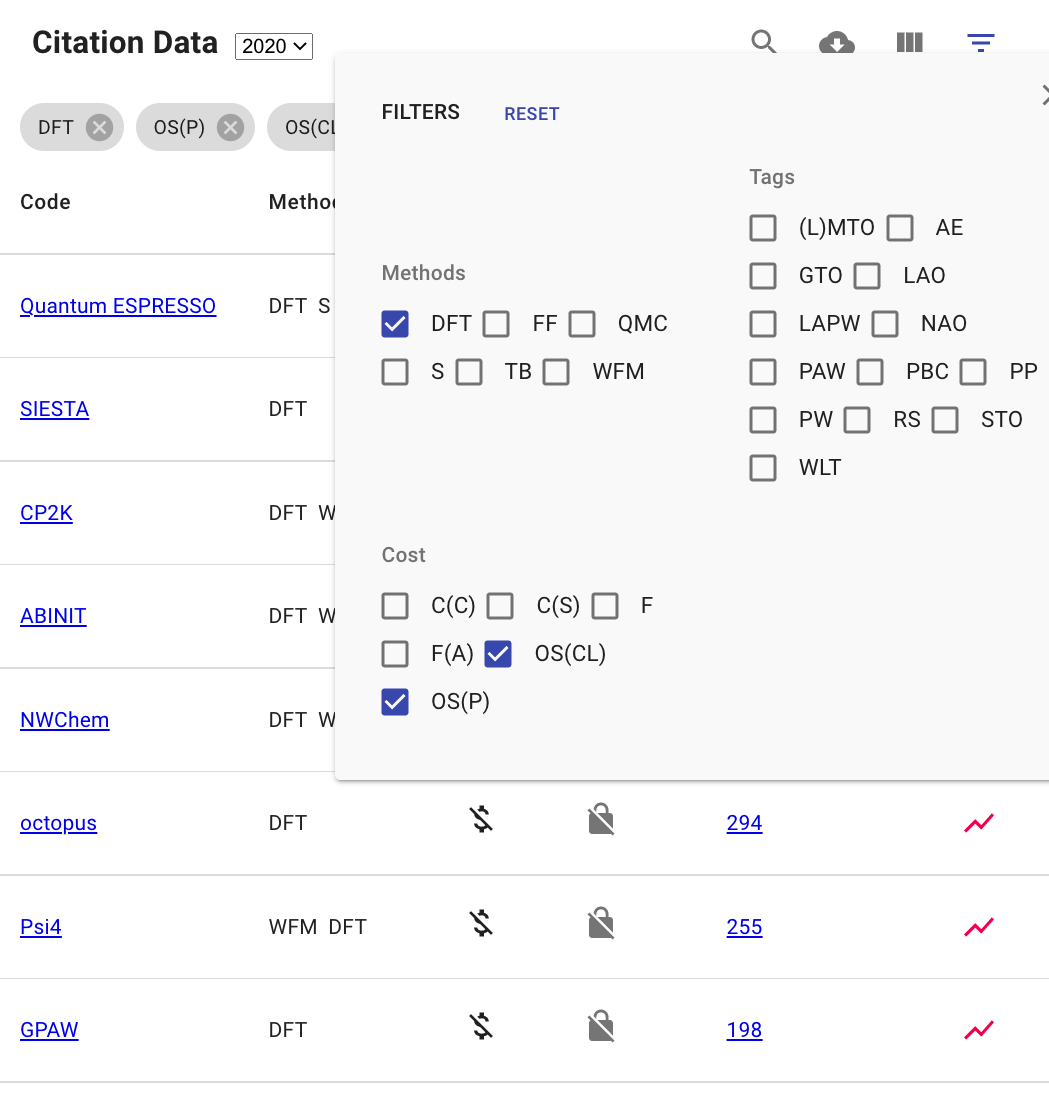 Citation Data 2020
FILTERS RESET
DFT OS(P) OS(CL
Tags
Code Metho
(L)MTO AE
Methods GTO LAO
Quantum ESPRESSO DFT S
DFT FF QMC LAPW NAO
S TB WFM PAW PBC PP
SIESTA DFT
PW RS STO
WLT
CP2K DFT W
Cost
C(C) C(S) F
ABINIT DFT W
F(A) OS(CL)
OS(P)
NWChem DFT W
octopus DFT 294
Psi4 WFM DFT 255
GPAW DFT 198